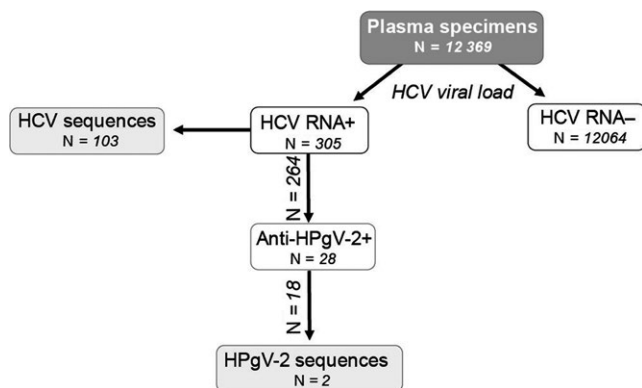 Plasma specimens
N = 12 369
HCV viral load
HCV sequences
N = 103
HCV RNA+
N = 305
HCV RNA–
N = 12064
N = 264
Anti-HPgV-2+
N = 28
N = 18
HPgV-2 sequences
N = 2